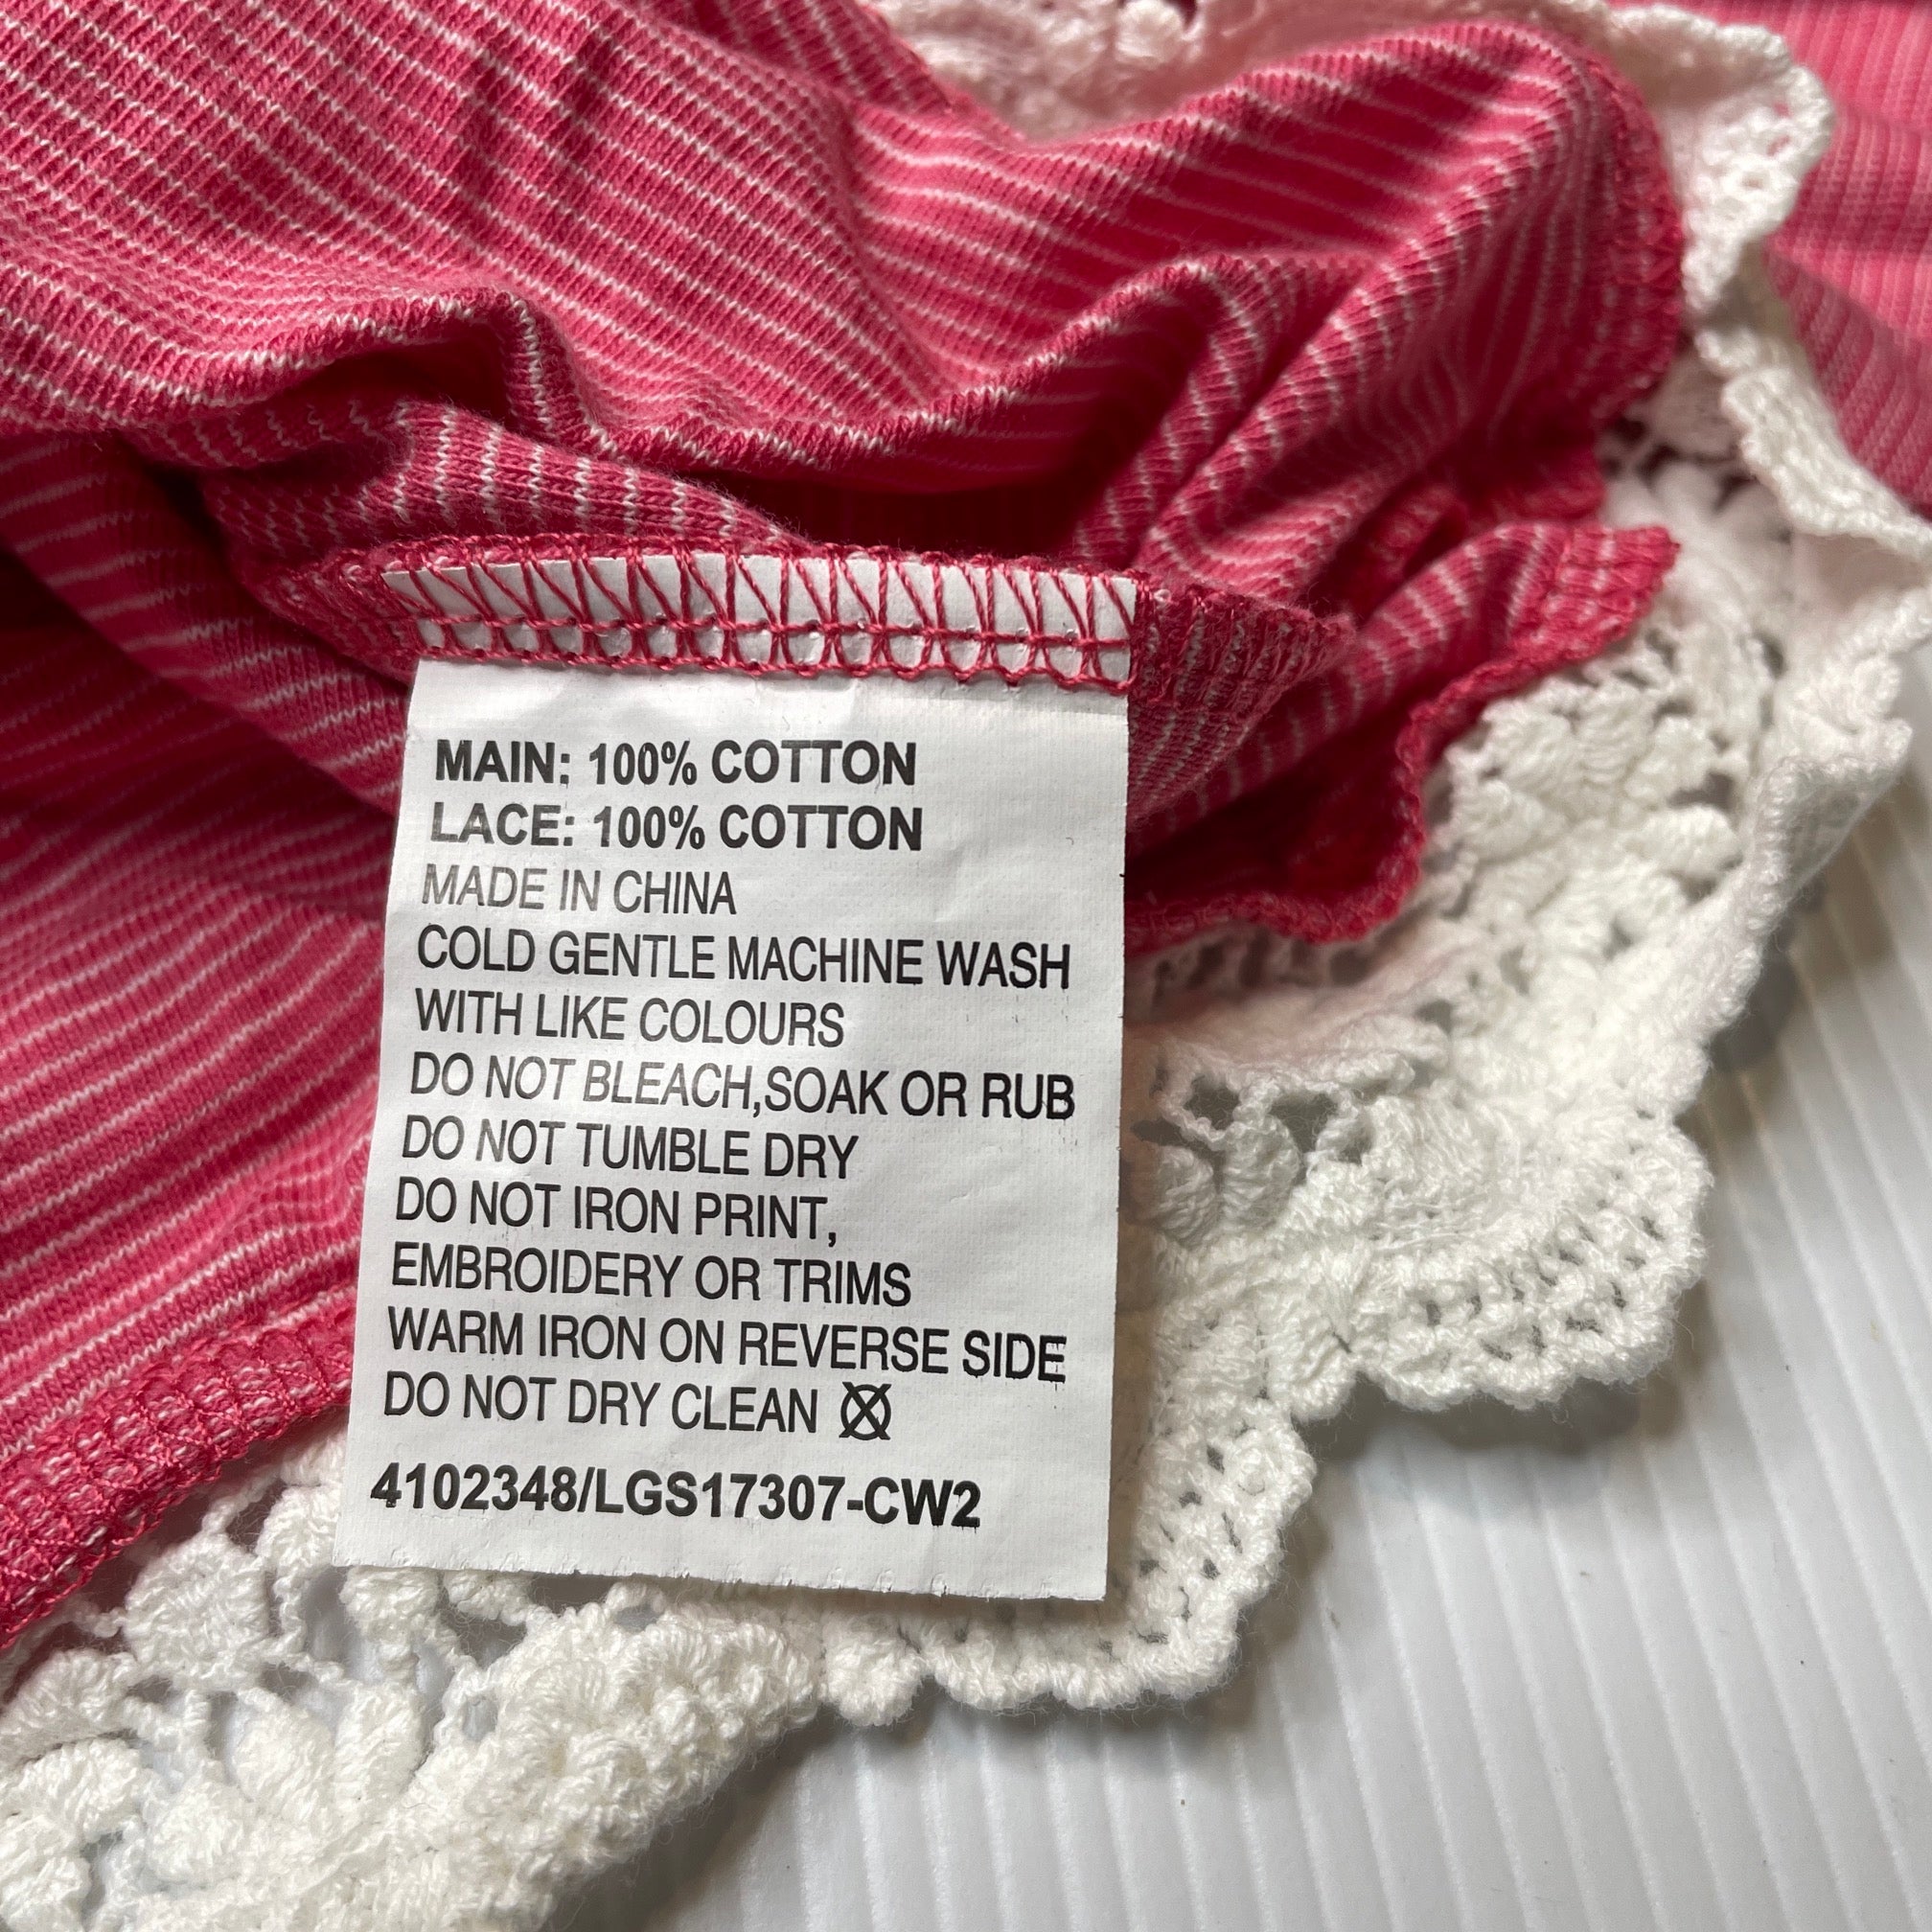 MAIN: 100% COTTON
LACE: 100% COTTON
MADE IN CHINA
COLD GENTLE MACHINE WASH
WITH LIKE COLOURS
DO NOT BLEACH,SOAK OR RUB
DO NOT TUMBLE DRY
DO NOT IRON PRINT,
EMBROIDERY OR TRIMS
WARM IRON ON REVERSE SIDE
DO NOT DRY CLEAN
4102348/LGS17307-CW2